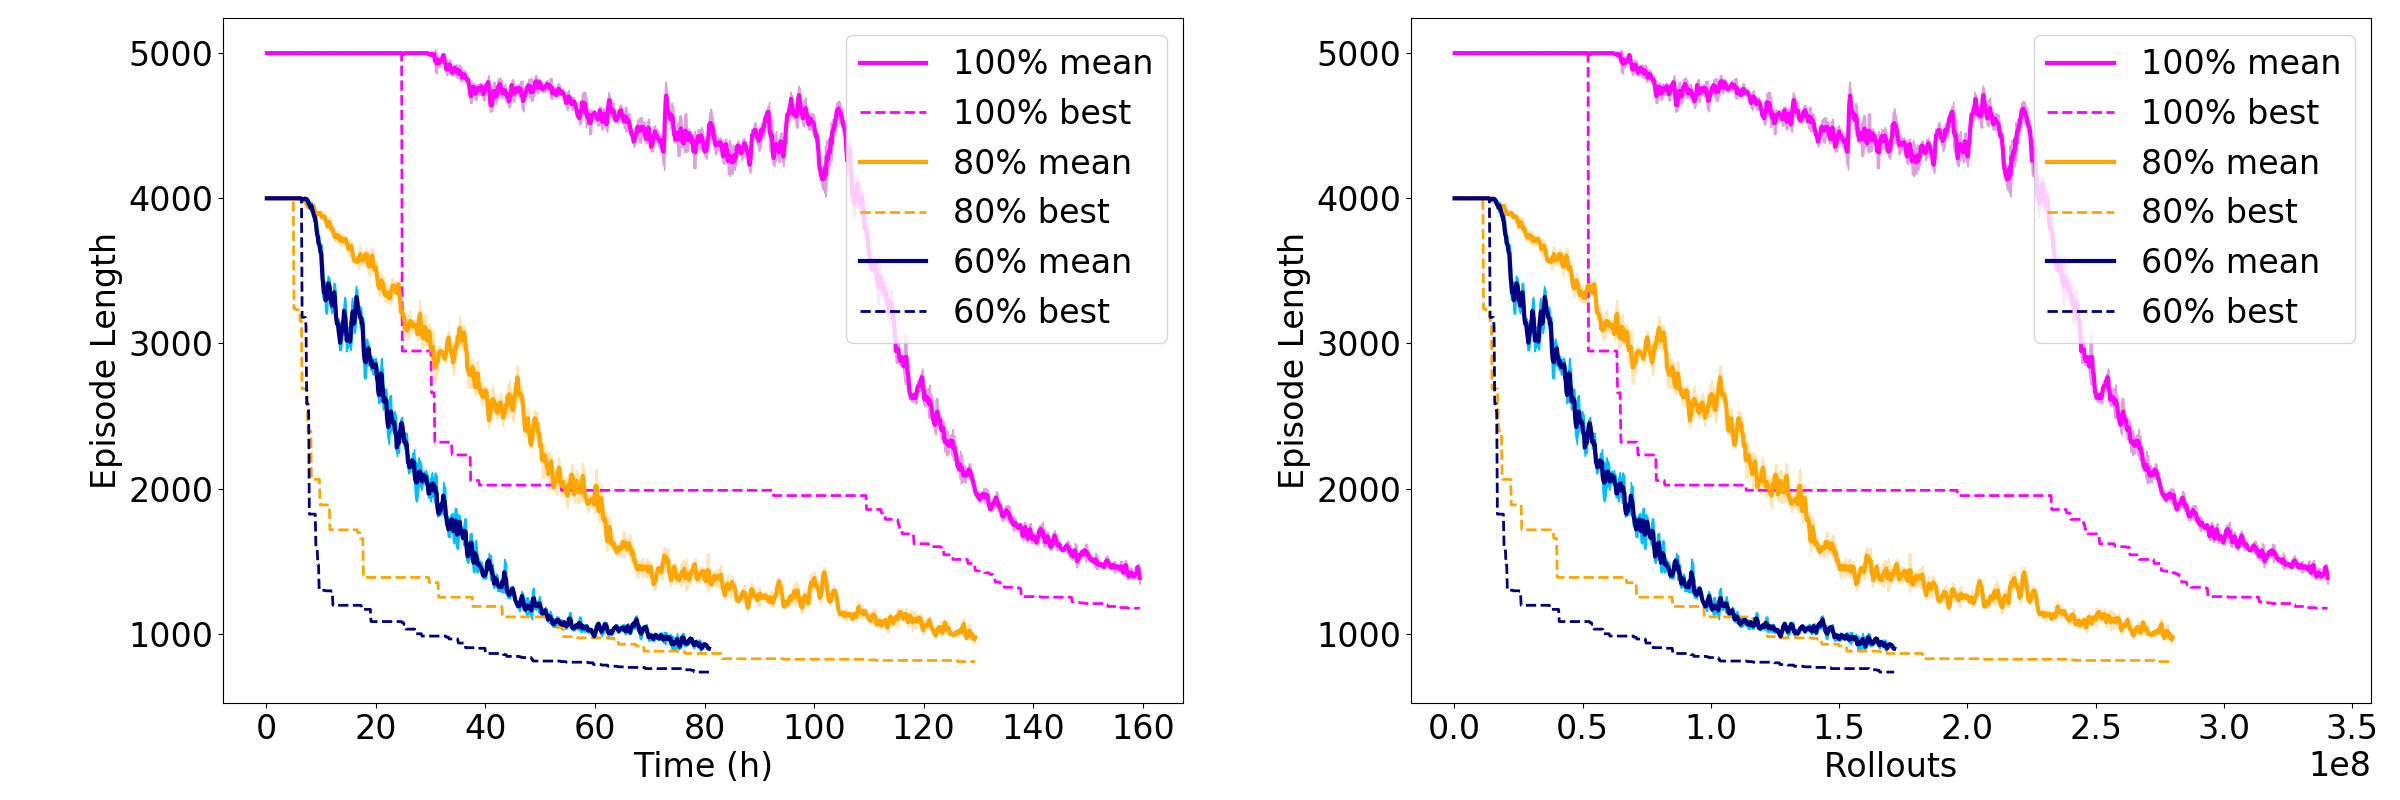 5000
4000
3000
2000
1000
Episode Length
0
20
40
60
80
100
120
140
160
Time (h)
100% mean
100% best
80% mean
80% best
60% mean
60% best
5000
4000
3000
2000
1000
Episode Length
0.0
0.5
1.0
1.5
2.0
2.5
3.0
3.5
1e8
Rollouts
100% mean
100% best
80% mean
80% best
60% mean
60% best